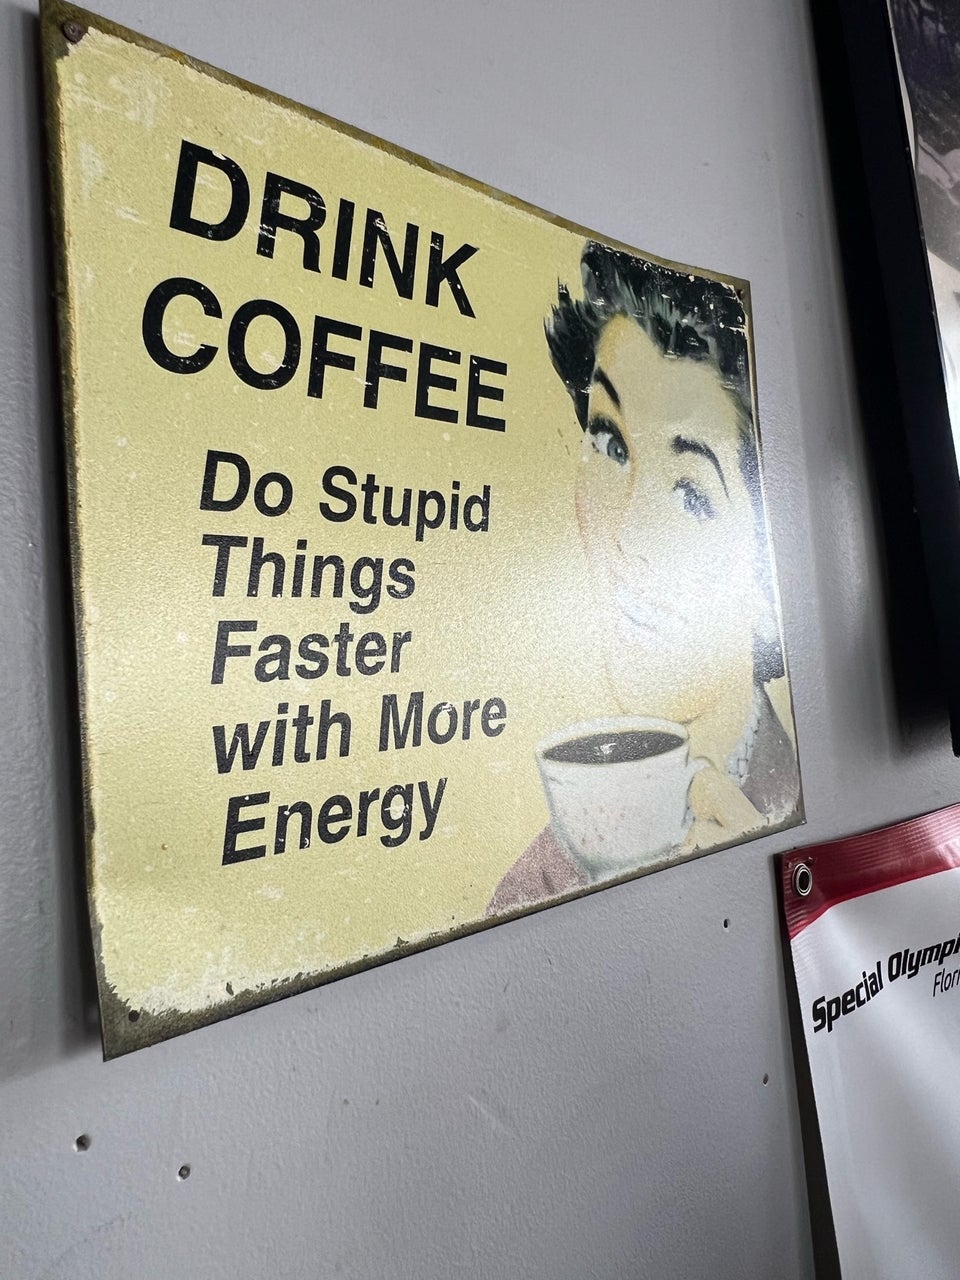 DRINK
COFFEE
Do Stupid
Things
Faster
with More
Energy
Special